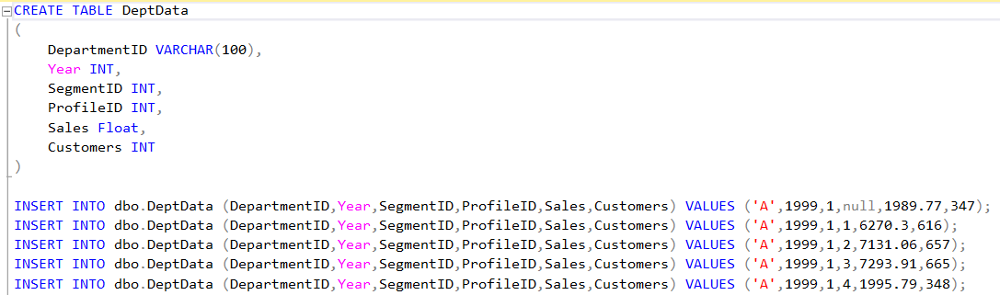 CREATE TABLE DeptData
(
    DepartmentID VARCHAR(100),
    Year INT,
    SegmentID INT,
    ProfileID INT,
    Sales Float,
    Customers INT
)
INSERT INTO dbo.DeptData (DepartmentID,Year,SegmentID,ProfileID,Sales,Customers) VALUES ('A',1999,1,null,1989.77,347);
INSERT INTO dbo.DeptData (DepartmentID,Year,SegmentID,ProfileID,Sales,Customers) VALUES ('A',1999,1,1,6270.3,616);
INSERT INTO dbo.DeptData (DepartmentID,Year,SegmentID,ProfileID,Sales,Customers) VALUES ('A',1999,1,2,7131.06,657);
INSERT INTO dbo.DeptData (DepartmentID,Year,SegmentID,ProfileID,Sales,Customers) VALUES ('A',1999,1,3,7293.91,665);
INSERT INTO dbo.DeptData (DepartmentID,Year,SegmentID,ProfileID,Sales,Customers) VALUES ('A',1999,1,4,1995.79,348);